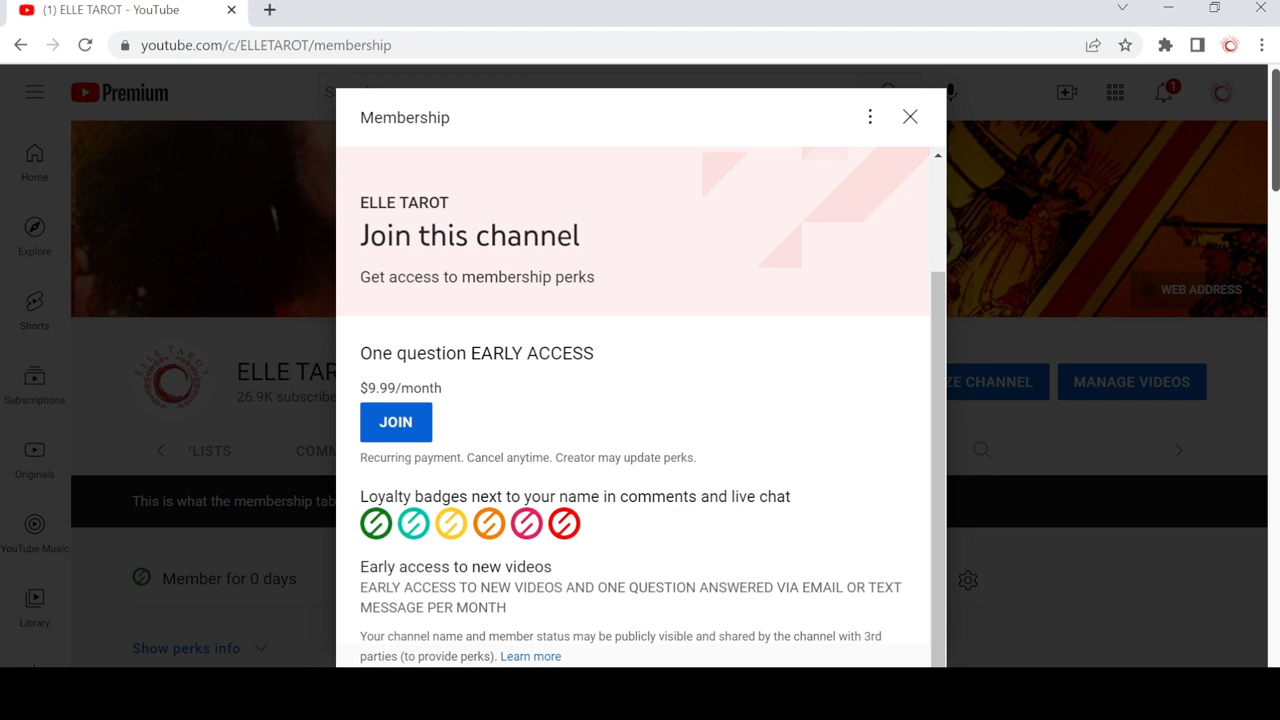 (1) ELLE TAROT - YouTube
youtube.com/c/ELLETAROT/membership
Premium
S
1
Membership
Home
ELLE TAROT
Join this channel
Explore
Get access to membership perks
WEB ADDRESS
Shorts
One question EARLY ACCESS
ELLE TAROT
ELLE TAR
ZE CHANNEL
MANAGE VIDEOS
$9.99/month
26.9K subscribe
Subscriptions
JOIN
'LISTS
COMM
Recurring payment. Cancel anytime. Creator may update perks.
Originals
Loyalty badges next to your name in comments and live chat
This is what the membership tab
YouTube Music
Early access to new videos
Member for 0 days
EARLY ACCESS TO NEW VIDEOS AND ONE QUESTION ANSWERED VIA EMAIL OR TEXT
MESSAGE PER MONTH
Library
Your channel name and member status may be publicly visible and shared by the channel with 3rd
Show perks info
parties (to provide perks). Learn more